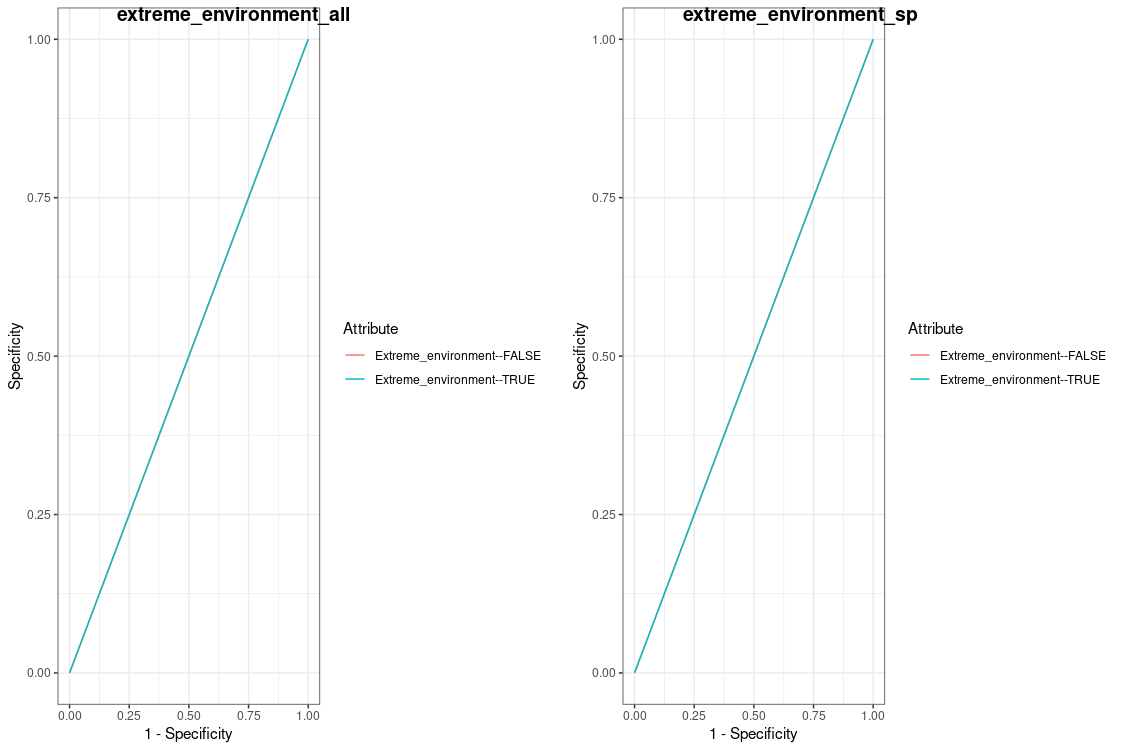 extreme_environment_all
1.00
0.75
0.50
0.25
0.00
Specificity
0.00 0.25 0.50 0.75 1.00
1 - Specificity
Attribute
Extreme_environment--FALSE
Extreme_environment--TRUE
extreme_environment_sp
1.00
0.75
0.50
0.25
0.00
Specificity
0.00 0.25 0.50 0.75 1.00
1 - Specificity
Attribute
Extreme_environment--FALSE
Extreme_environment--TRUE